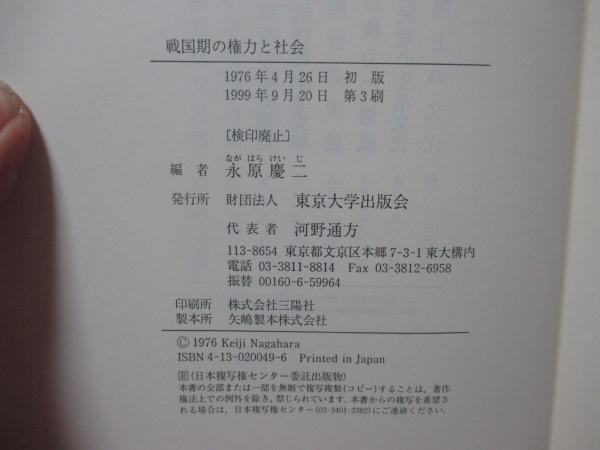 戦国期の権力と社会
1976年4月26日 初 版
1999年9月20日 第3刷
［検印廃止］
なが はら けい じ
編 者 永原慶二
発行所 財団法人 東京大学出版会
代表者 河野通方
113-8654 東京都文京区本郷7-3-1東大構内
電話 03-3811-8814 Fax 03-3812-6958
振替 00160-6-59964
印刷所 株式会社三陽社
製本所 矢嶋製本株式会社
© 1976 Keiji Nagahara
ISBN 4-13-020049-6 Printed in Japan
〈日本複写権センター委託出版物〉
本書の全部または一部を無断で複写複製(コピー)することは，著作
権法上での例外を除き，禁じられています．本書からの複写を希望さ
れる場合は，日本複写権センター(03-3401-2382)にご連絡ください．